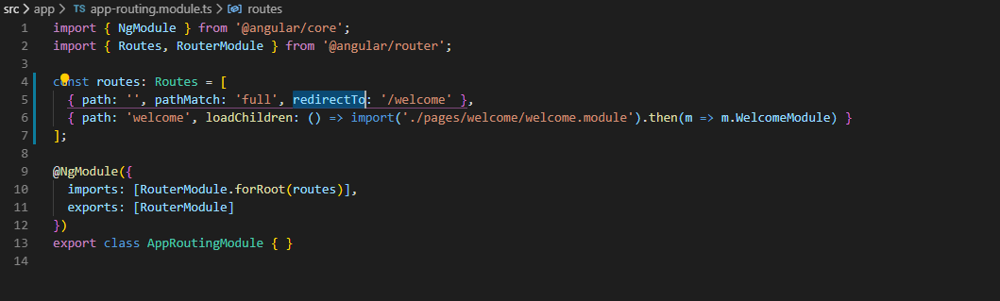 src > app > TS app-routing.module.ts > routes
1 import { NgModule } from '@angular/core';
2 import { Routes, RouterModule } from '@angular/router';
3
4 const routes: Routes = [
5 { path: '', pathMatch: 'full', redirectTo: '/welcome' },
6 { path: 'welcome', loadChildren: () => import('./pages/welcome/welcome.module').then(m => m.WelcomeModule) }
7 ];
8
9 @NgModule({
10 imports: [RouterModule.forRoot(routes)],
11 exports: [RouterModule]
12 })
13 export class AppRoutingModule { }
14